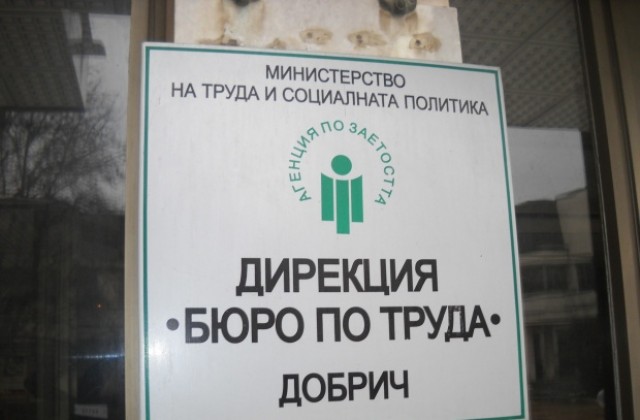 МИНИСТЕРСТВО
НА ТРУДА И СОЦИАЛНАТА ПОЛИТИКА
АГЕНЦИЯ ПО ЗАЕТОСТТА
ДИРЕКЦИЯ
•БЮРО ПО ТРУДА•
ДОБРИЧ